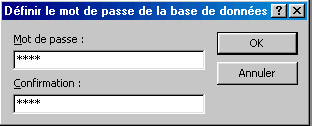 Définir le mot de passe de la base de données
Mot de passe :
OK
****
Annuler
Confirmation :
****